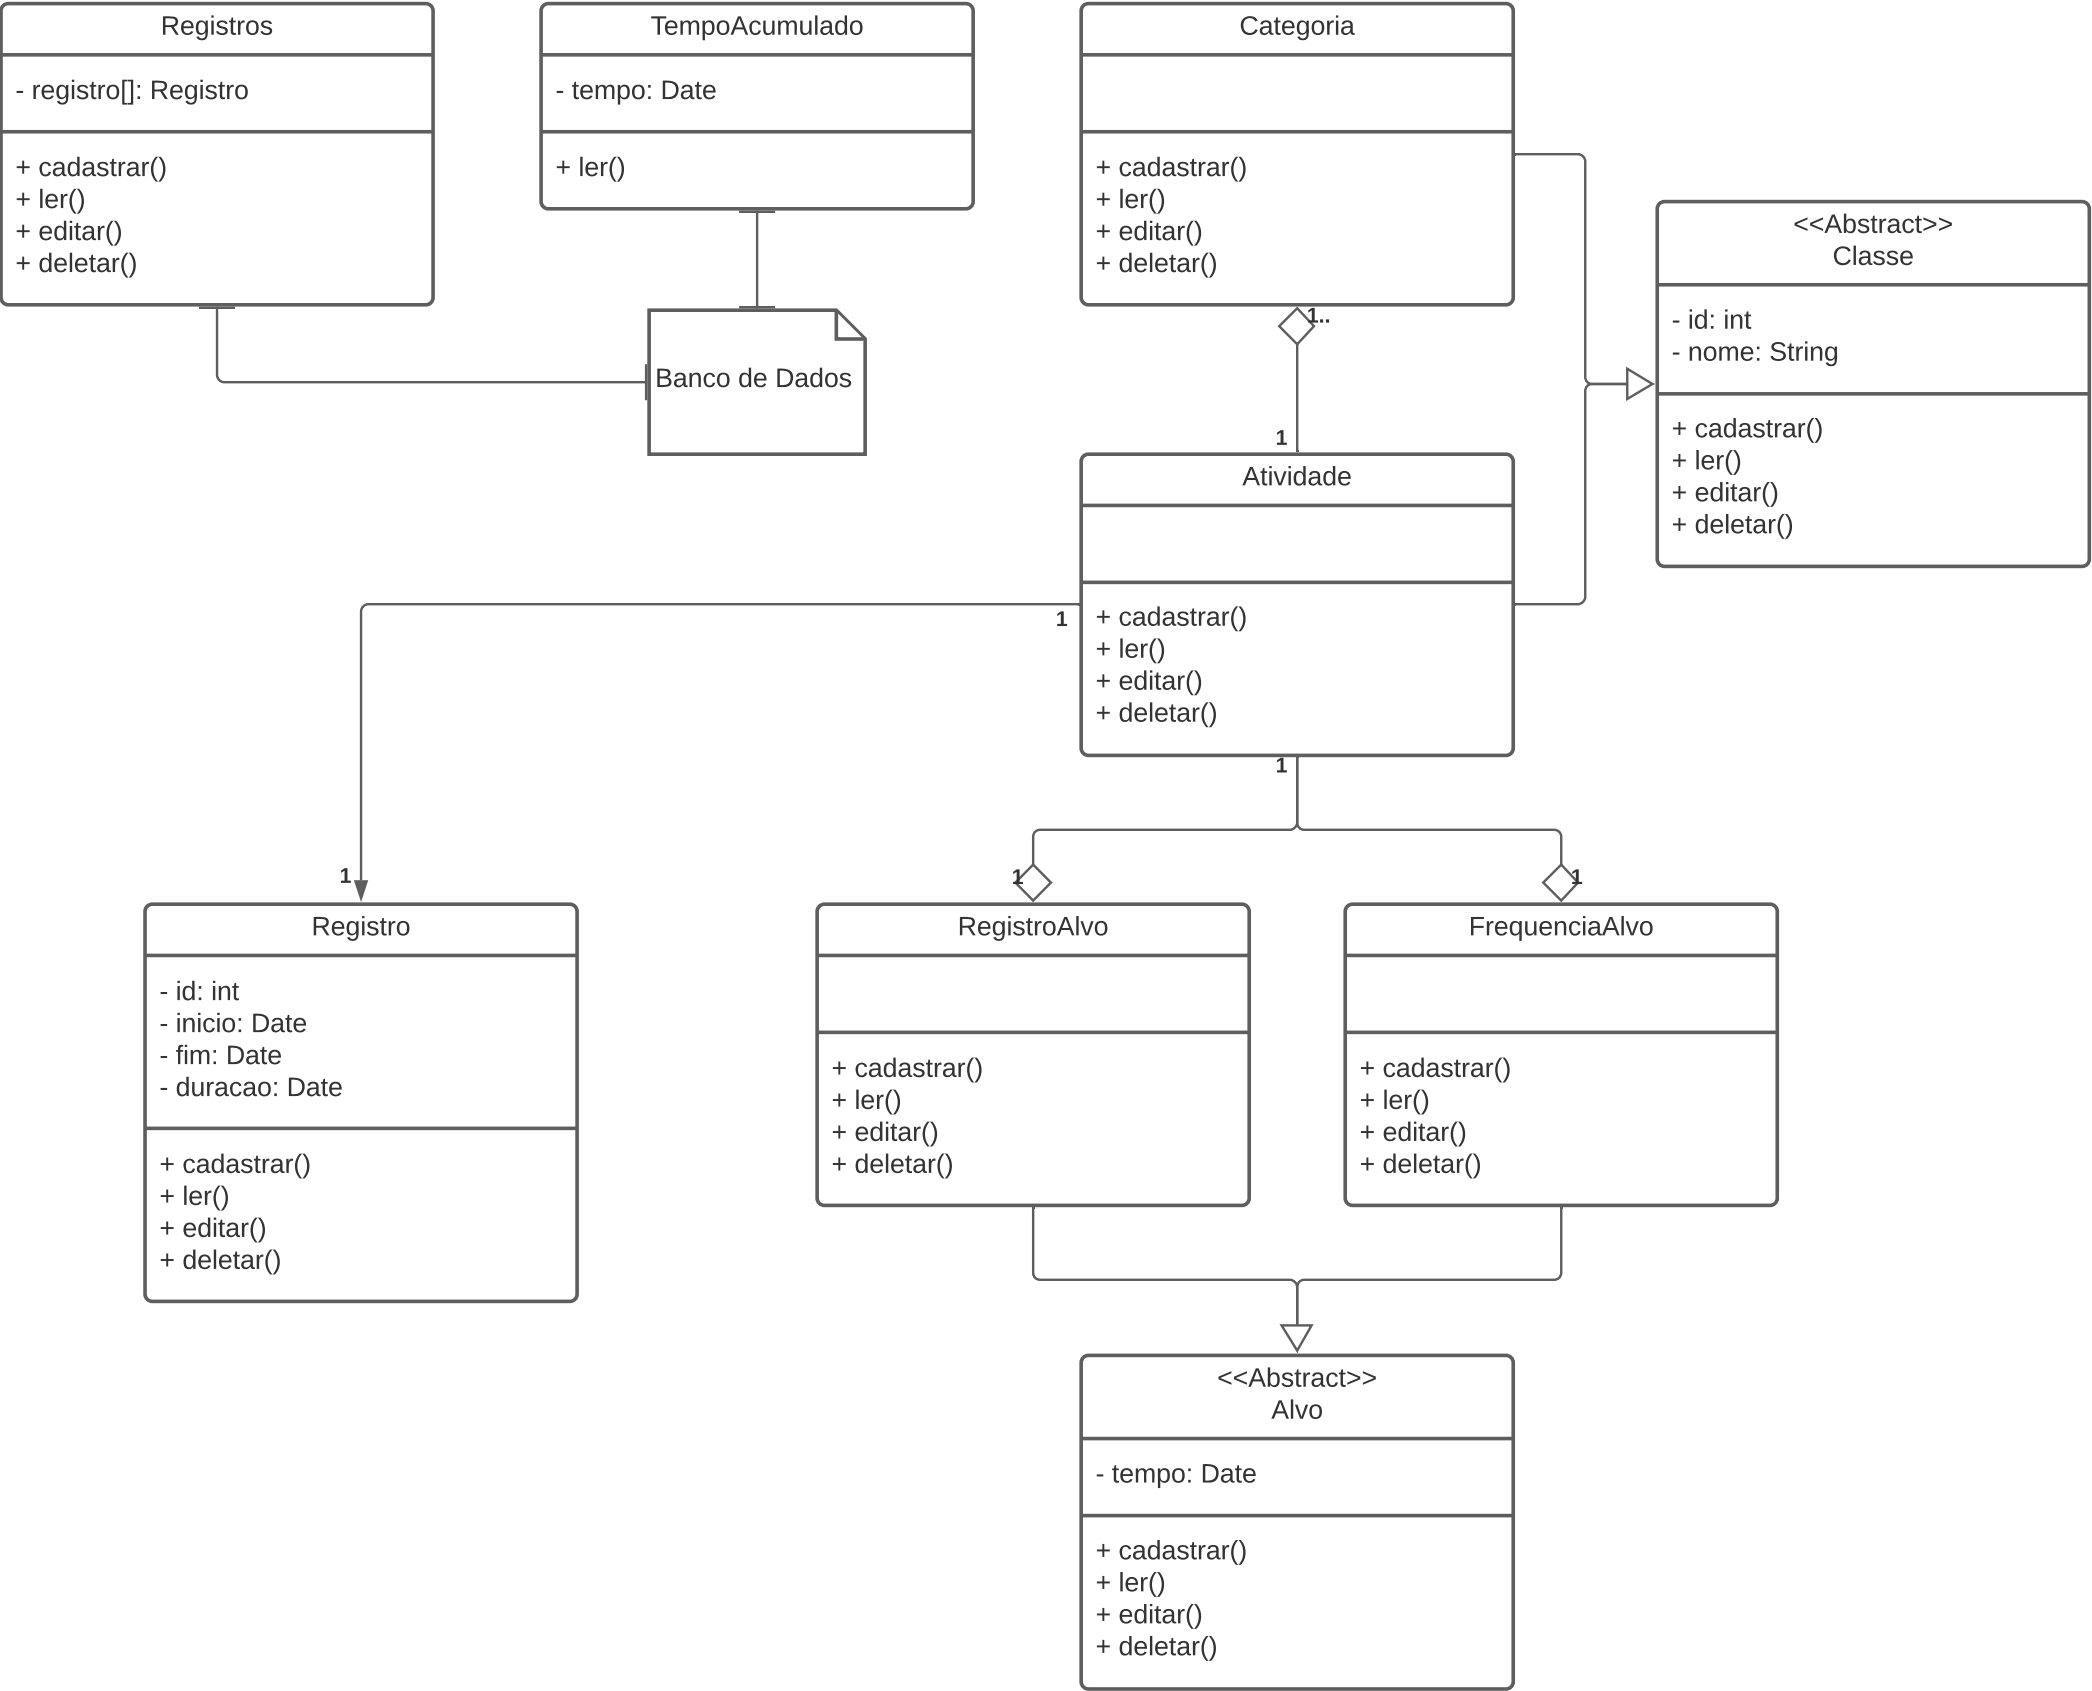 Registros
- registro[]: Registro
+ cadastrar()
+ ler()
+ editar()
+ deletar()
TempoAcumulado
- tempo: Date
+ ler()
Categoria
+ cadastrar()
+ ler()
+ editar()
+ deletar()
<<Abstract>>
Classe
- id: int
- nome: String
+ cadastrar()
+ ler()
+ editar()
+ deletar()
Banco de Dados
1..
1
Atividade
+ cadastrar()
+ ler()
+ editar()
+ deletar()
1
1
1
Registro
- id: int
- inicio: Date
- fim: Date
- duracao: Date
+ cadastrar()
+ ler()
+ editar()
+ deletar()
1
RegistroAlvo
+ cadastrar()
+ ler()
+ editar()
+ deletar()
1
FrequenciaAlvo
+ cadastrar()
+ ler()
+ editar()
+ deletar()
<<Abstract>>
Alvo
- tempo: Date
+ cadastrar()
+ ler()
+ editar()
+ deletar()